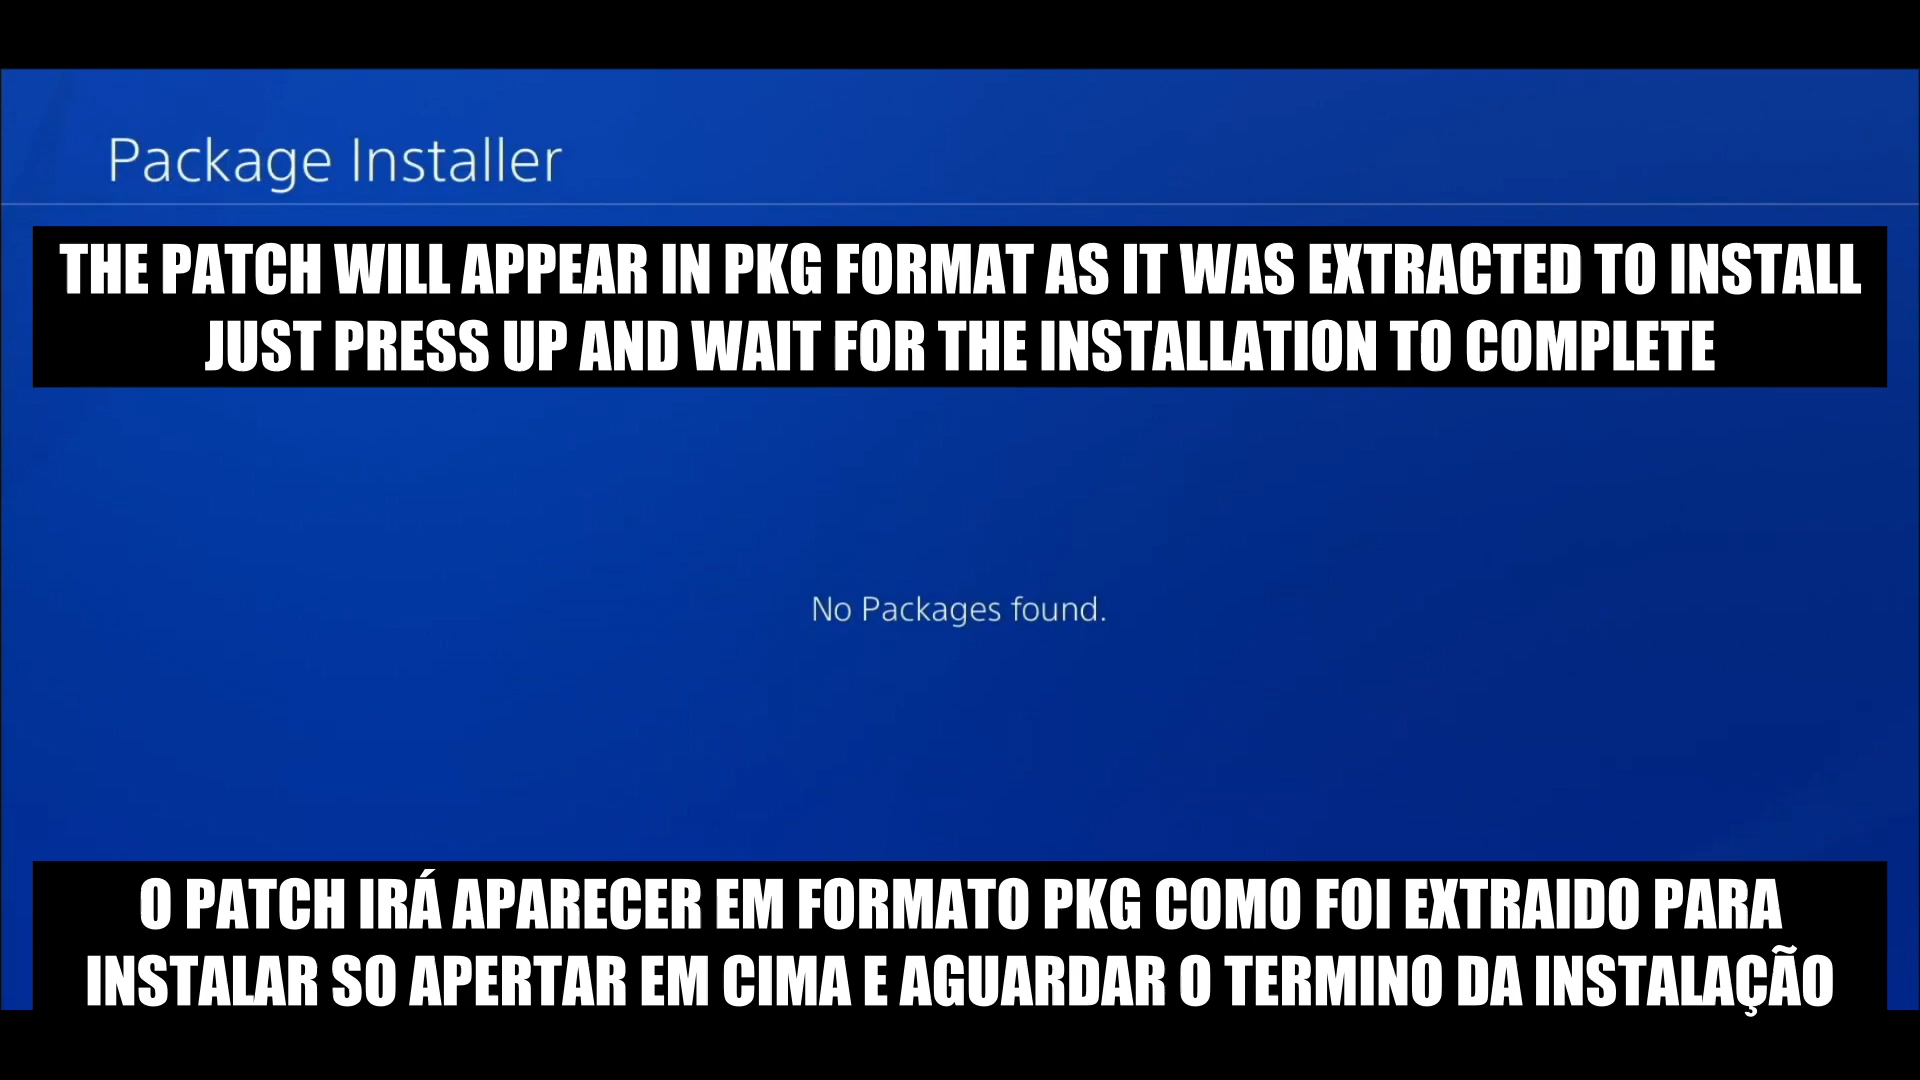 Package Installer
THE PATCH WILL APPEAR IN PKG FORMAT AS IT WAS EXTRACTED TO INSTALL
JUST PRESS UP AND WAIT FOR THE INSTALLATION TO COMPLETE
No Packages found.
O PATCH IRÁ APARECER EM FORMATO PKG COMO FOI EXTRAIDO PARA
INSTALAR SO APERTAR EM CIMA E AGUARDAR O TERMINO DA INSTALAÇÃO